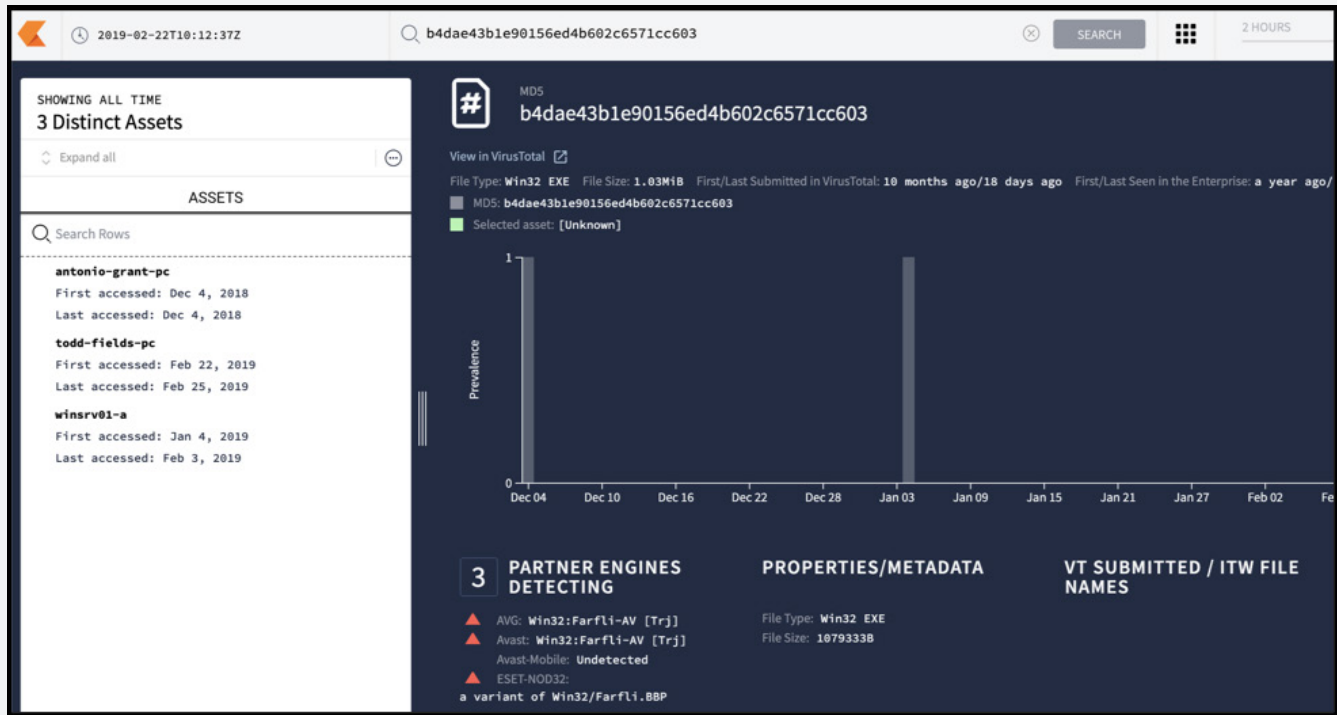 2019-02-22T10:12:37Z
b4dae43b1e90156ed4b602c6571cc603
SEARCH
2 HOURS
SHOWING ALL TIME
3 Distinct Assets
Expand all
ASSETS
Search Rows
antonio-grant-pc
First accessed: Dec 4, 2018
Last accessed: Dec 4, 2018
todd-fields-pc
First accessed: Feb 22, 2019
Last accessed: Feb 25, 2019
winsrv01-a
First accessed: Jan 4, 2019
Last accessed: Feb 3, 2019
#
MD5
b4dae43b1e90156ed4b602c6571cc603
View in VirusTotal
File Type: Win32 EXE File Size: 1.03MiB First/Last Submitted in VirusTotal: 10 months ago/18 days ago First/Last Seen in the Enterprise: a year ago/
MD5: b4dae43b1e90156ed4b602c6571cc603
Selected asset: [Unknown]
1
Prevalence
0
Dec 04 Dec 10 Dec 16 Dec 22 Dec 28 Jan 03 Jan 09 Jan 15 Jan 21 Jan 27 Feb 02 Fe
3
PARTNER ENGINES
DETECTING
AVG: Win32:Farfli-AV [Trj]
Avast: Win32:Farfli-AV [Trj]
Avast-Mobile: Undetected
ESET-NOD32:
a variant of Win32/Farfli.BBP
PROPERTIES/METADATA
File Type: Win32 EXE
File Size: 1079333B
VT SUBMITTED / ITW FILE
NAMES